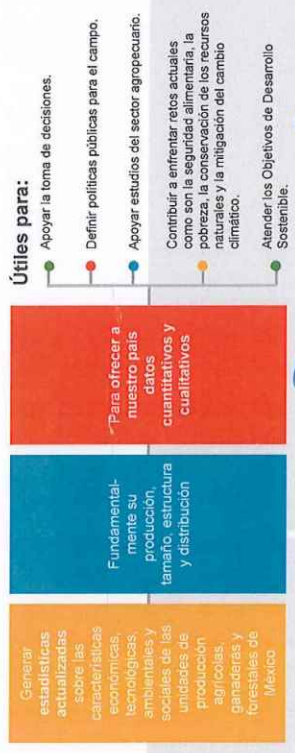 Generar
estadísticas
actualizadas
sobre las
características
económicas,
tecnológicas,
ambientales y
sociales de las
unidades de
producción
agrícolas,
ganaderas y
forestales de
México
Fundamental-
mente su
producción,
tamaño, estructura
y distribución
Para ofrecer a
nuestro país
datos
cuantitativos y
cualitativos
Útiles para:
Apoyar la toma de decisiones.
Definir políticas públicas para el campo.
Apoyar estudios del sector agropecuario.
Contribuir a enfrentar retos actuales
como son la seguridad alimentaria, la
pobreza, la conservación de los recursos
naturales y la mitigación del cambio
climático.
Atender los Objetivos de Desarrollo
Sostenible.